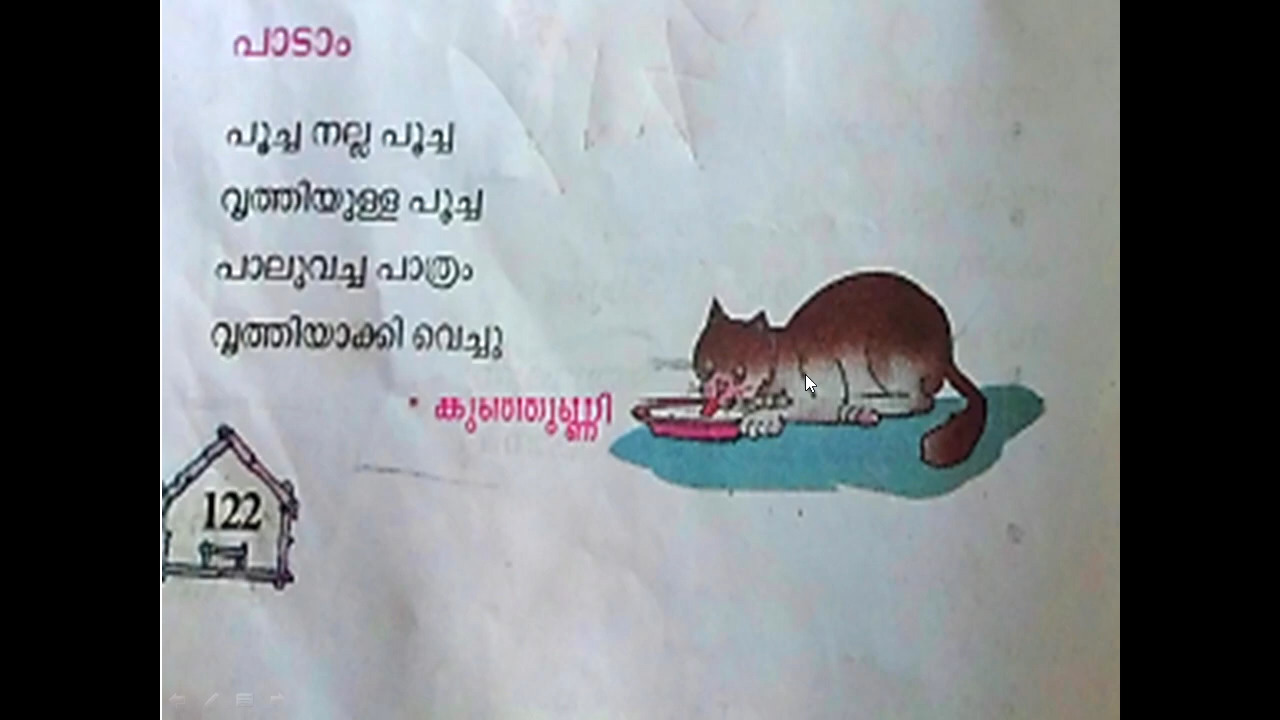 പാടാം
പൂച്ച നല്ല പൂച്ച
വൃത്തിയുള്ള പൂച്ച
പാലുവച്ച പാത്രം
വൃത്തിയാക്കി വെച്ചു
• കുഞ്ഞുണ്ണി
122